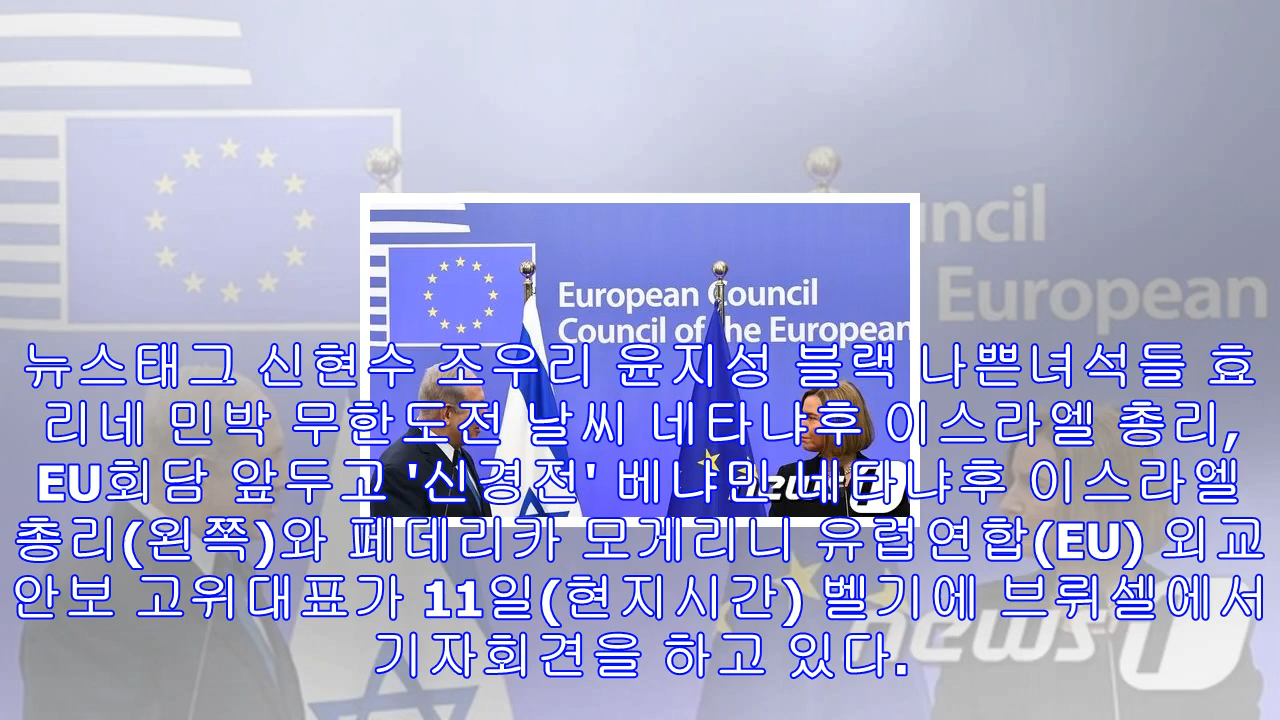 ncil
European
European Council
Council of the European
뉴스태그 신현수 조우리 윤지성 블랙 나쁜녀석들 효
리네 민박 무한도전 날씨 네타냐후 이스라엘 총리,
EU회담 앞두고 '신경전' 베냐민 네타냐후 이스라엘
총리(왼쪽)와 페데리카 모게리니 유럽연합(EU) 외교
안보 고위대표가 11일(현지시간) 벨기에 브뤼셀에서
기자회견을 하고 있다.
news1
news1